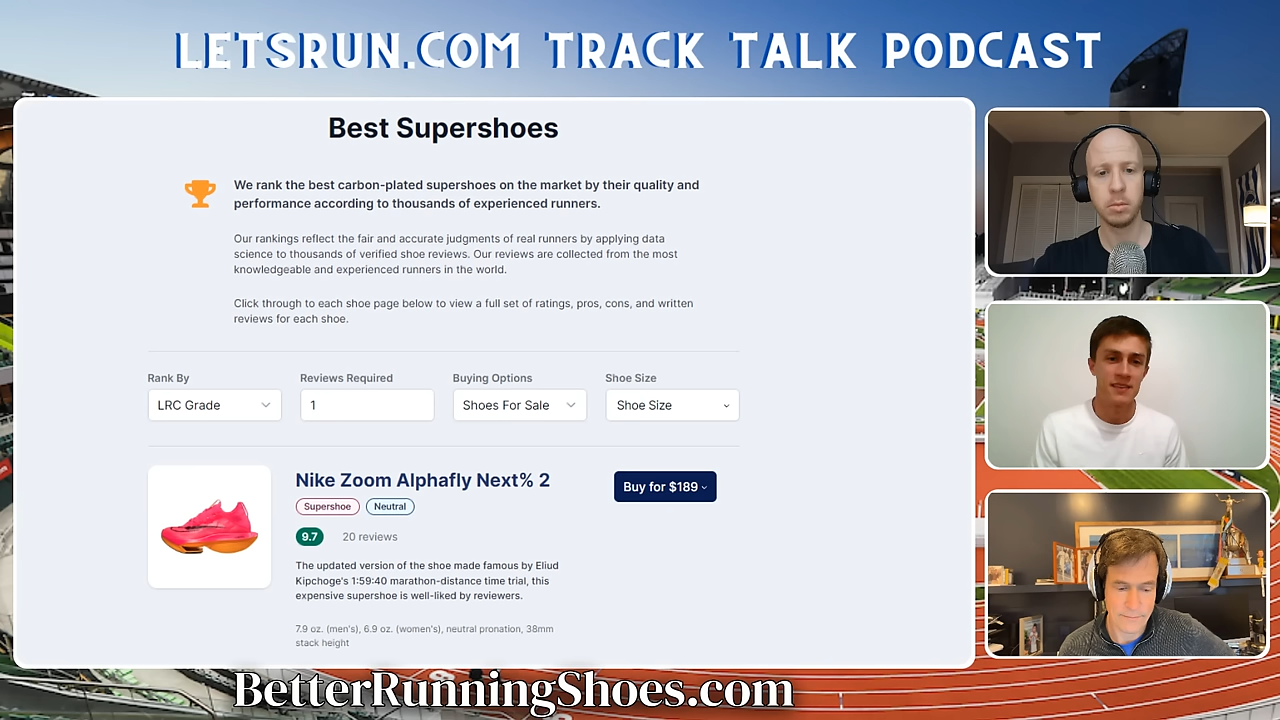 LETSRUN.COM TRACK TALK PODCAST
Best Supershoes
We rank the best carbon-plated supershoes on the market by their quality and
performance according to thousands of experienced runners.
Our rankings reflect the fair and accurate judgments of real runners by applying data
science to thousands of verified shoe reviews. Our reviews are collected from the most
knowledgeable and experienced runners in the world.
Click through to each shoe page below to view a full set of ratings, pros, cons, and written
reviews for each shoe.
Rank By Reviews Required Buying Options Shoe Size
LRC Grade 1 Shoes For Sale Shoe Size
Nike Zoom Alphafly Next% 2
Buy for $189
Supershoe Neutral
9.7 20 reviews
The updated version of the shoe made famous by Eliud
Kipchoge's 1:59:40 marathon-distance time trial, this
expensive supershoe is well-liked by reviewers.
7.9 oz. (men's), 6.9 oz. (women's), neutral pronation, 38mm
stack height
BetterRunningShoes.com